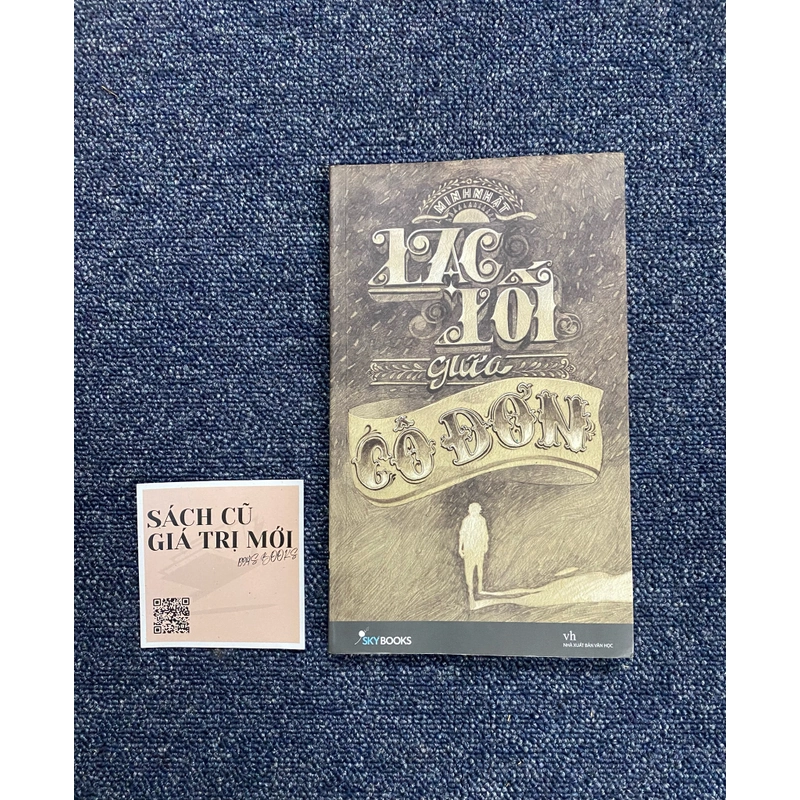 MINH NHẬT
LẠC
LỐI
giữa
CÔ ĐƠN
SKYBOOKS
vh
NHÀ XUẤT BẢN VĂN HỌC
SÁCH CŨ
GIÁ TRỊ MỚI
BOOKS